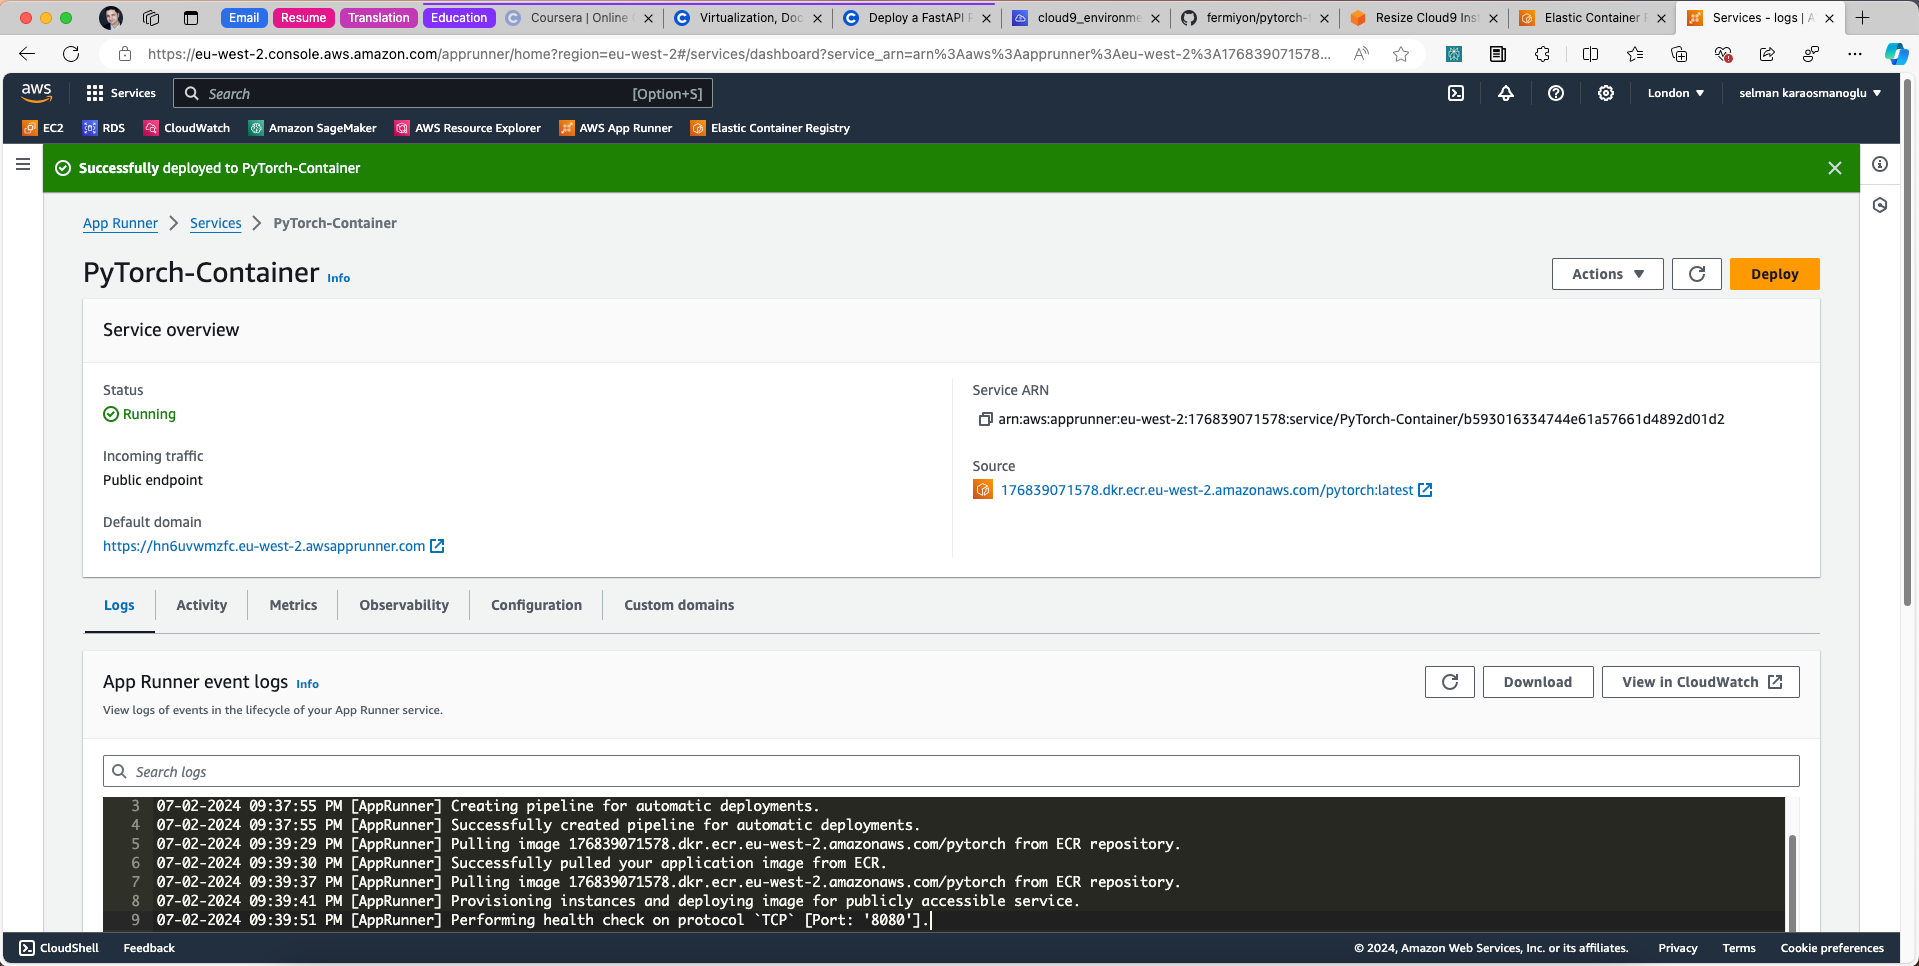 Email Resume Translation Education Coursera | Online Virtualization, Doc Deploy a FastAPI cloud9_environme fermiyon/pytorch- Resize Cloud9 Ins Elastic Container Services - logs | A
https://eu-west-2.console.aws.amazon.com/apprunner/home?region=eu-west-2#/services/dashboard?service_arn=arn%3Aaws%3Aapprunner%3Aeu-west-2%3A176839071578...
aws Services Search [Option+S] London selman karaosmanoglu
EC2 RDS CloudWatch Amazon SageMaker AWS Resource Explorer AWS App Runner Elastic Container Registry
Successfully deployed to PyTorch-Container
App Runner Services PyTorch-Container
PyTorch-Container Info Actions Deploy
Service overview
Status Service ARN
Running arn:aws:apprunner:eu-west-2:176839071578:service/PyTorch-Container/b593016334744e61a57661d4892d01d2
Incoming traffic Source
Public endpoint 176839071578.dkr.ecr.eu-west-2.amazonaws.com/pytorch:latest
Default domain
https://hn6uvwmzfc.eu-west-2.awsapprunner.com
Logs Activity Metrics Observability Configuration Custom domains
App Runner event logs Info Download View in CloudWatch
View logs of events in the lifecycle of your App Runner service.
Search logs
3 07-02-2024 09:37:55 PM [AppRunner] Creating pipeline for automatic deployments.
4 07-02-2024 09:37:55 PM [AppRunner] Successfully created pipeline for automatic deployments.
5 07-02-2024 09:39:29 PM [AppRunner] Pulling image 176839071578.dkr.ecr.eu-west-2.amazonaws.com/pytorch from ECR repository.
6 07-02-2024 09:39:30 PM [AppRunner] Successfully pulled your application image from ECR.
7 07-02-2024 09:39:37 PM [AppRunner] Pulling image 176839071578.dkr.ecr.eu-west-2.amazonaws.com/pytorch from ECR repository.
8 07-02-2024 09:39:41 PM [AppRunner] Provisioning instances and deploying image for publicly accessible service.
9 07-02-2024 09:39:51 PM [AppRunner] Performing health check on protocol `TCP` [Port: '8080'].
CloudShell Feedback © 2024, Amazon Web Services, Inc. or its affiliates. Privacy Terms Cookie preferences